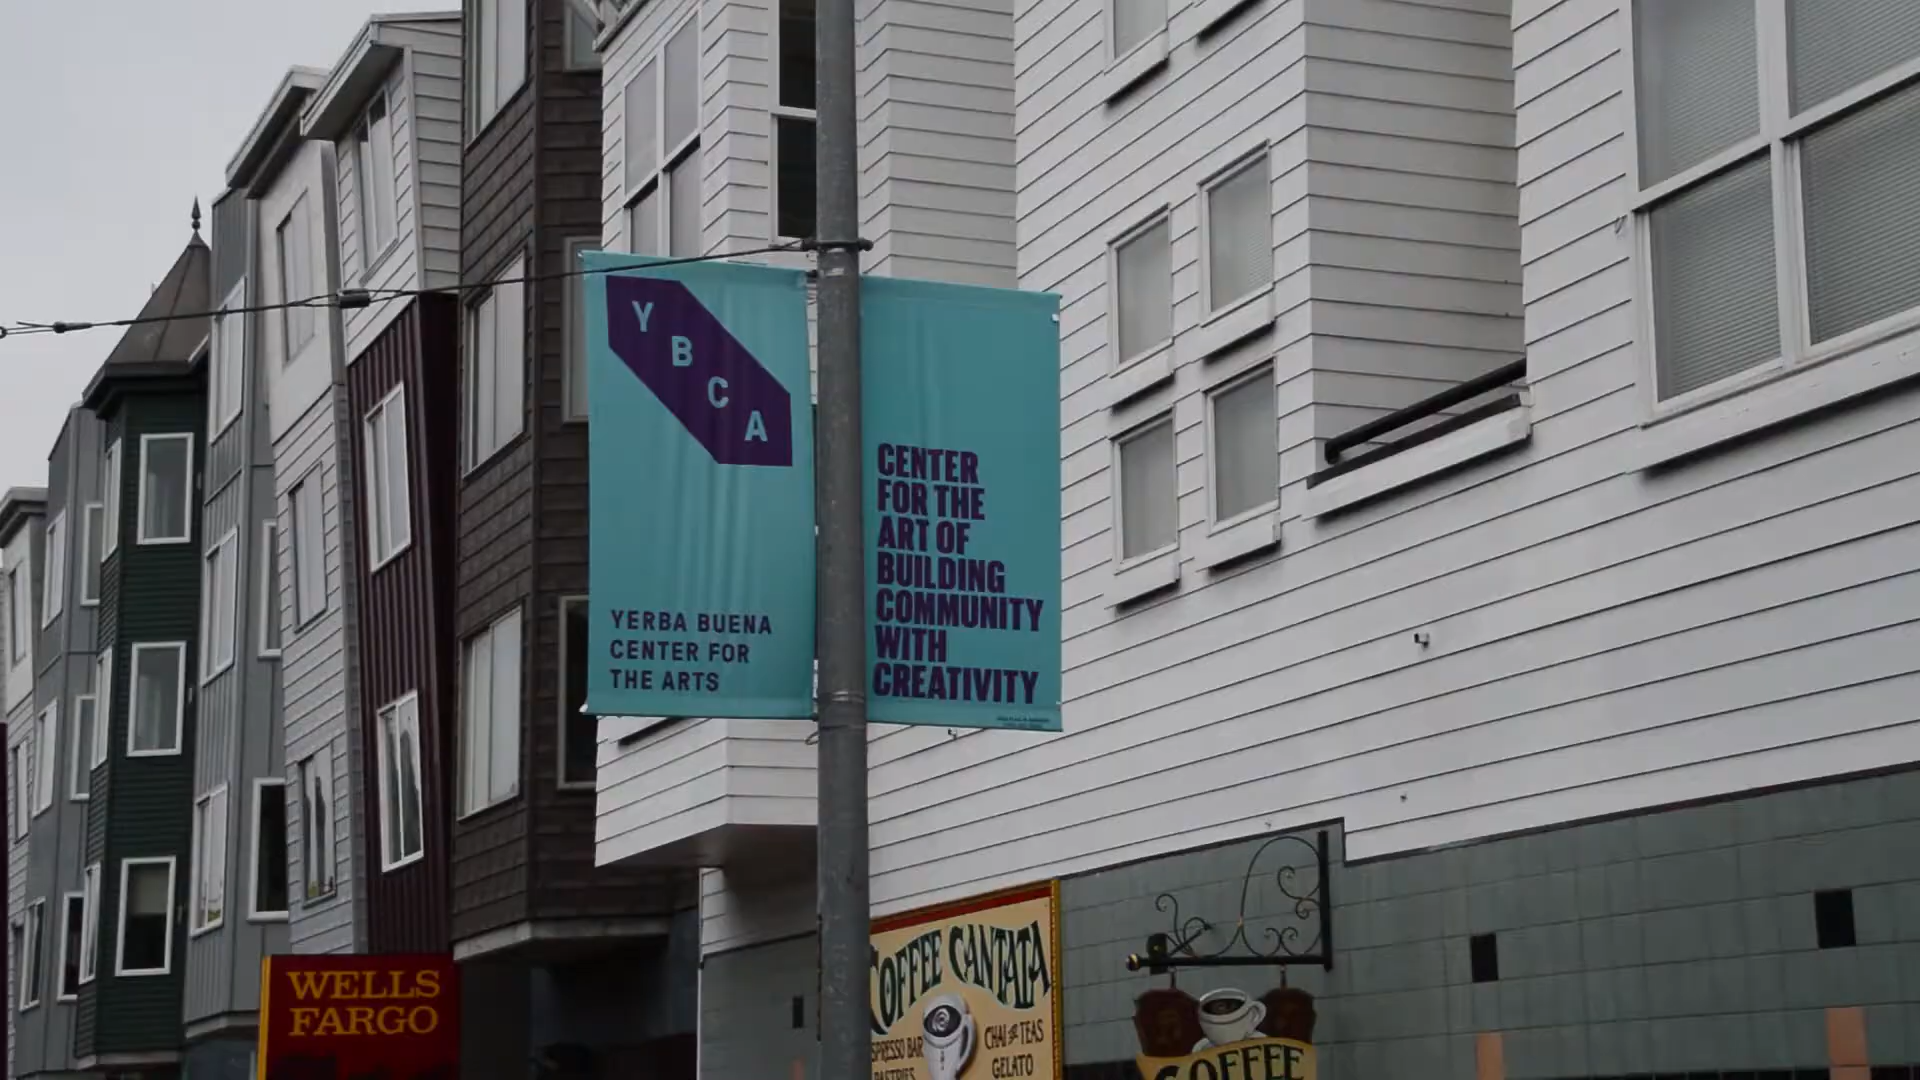 Y
B
C
A
YERBA BUENA
CENTER FOR
THE ARTS
CENTER
FOR THE
ART OF
BUILDING
COMMUNITY
WITH
CREATIVITY
WELLS
FARGO
COFFEE CANTATA
CHAI & TEAS
GELATO
BAR
PASTRIES
COFFEE